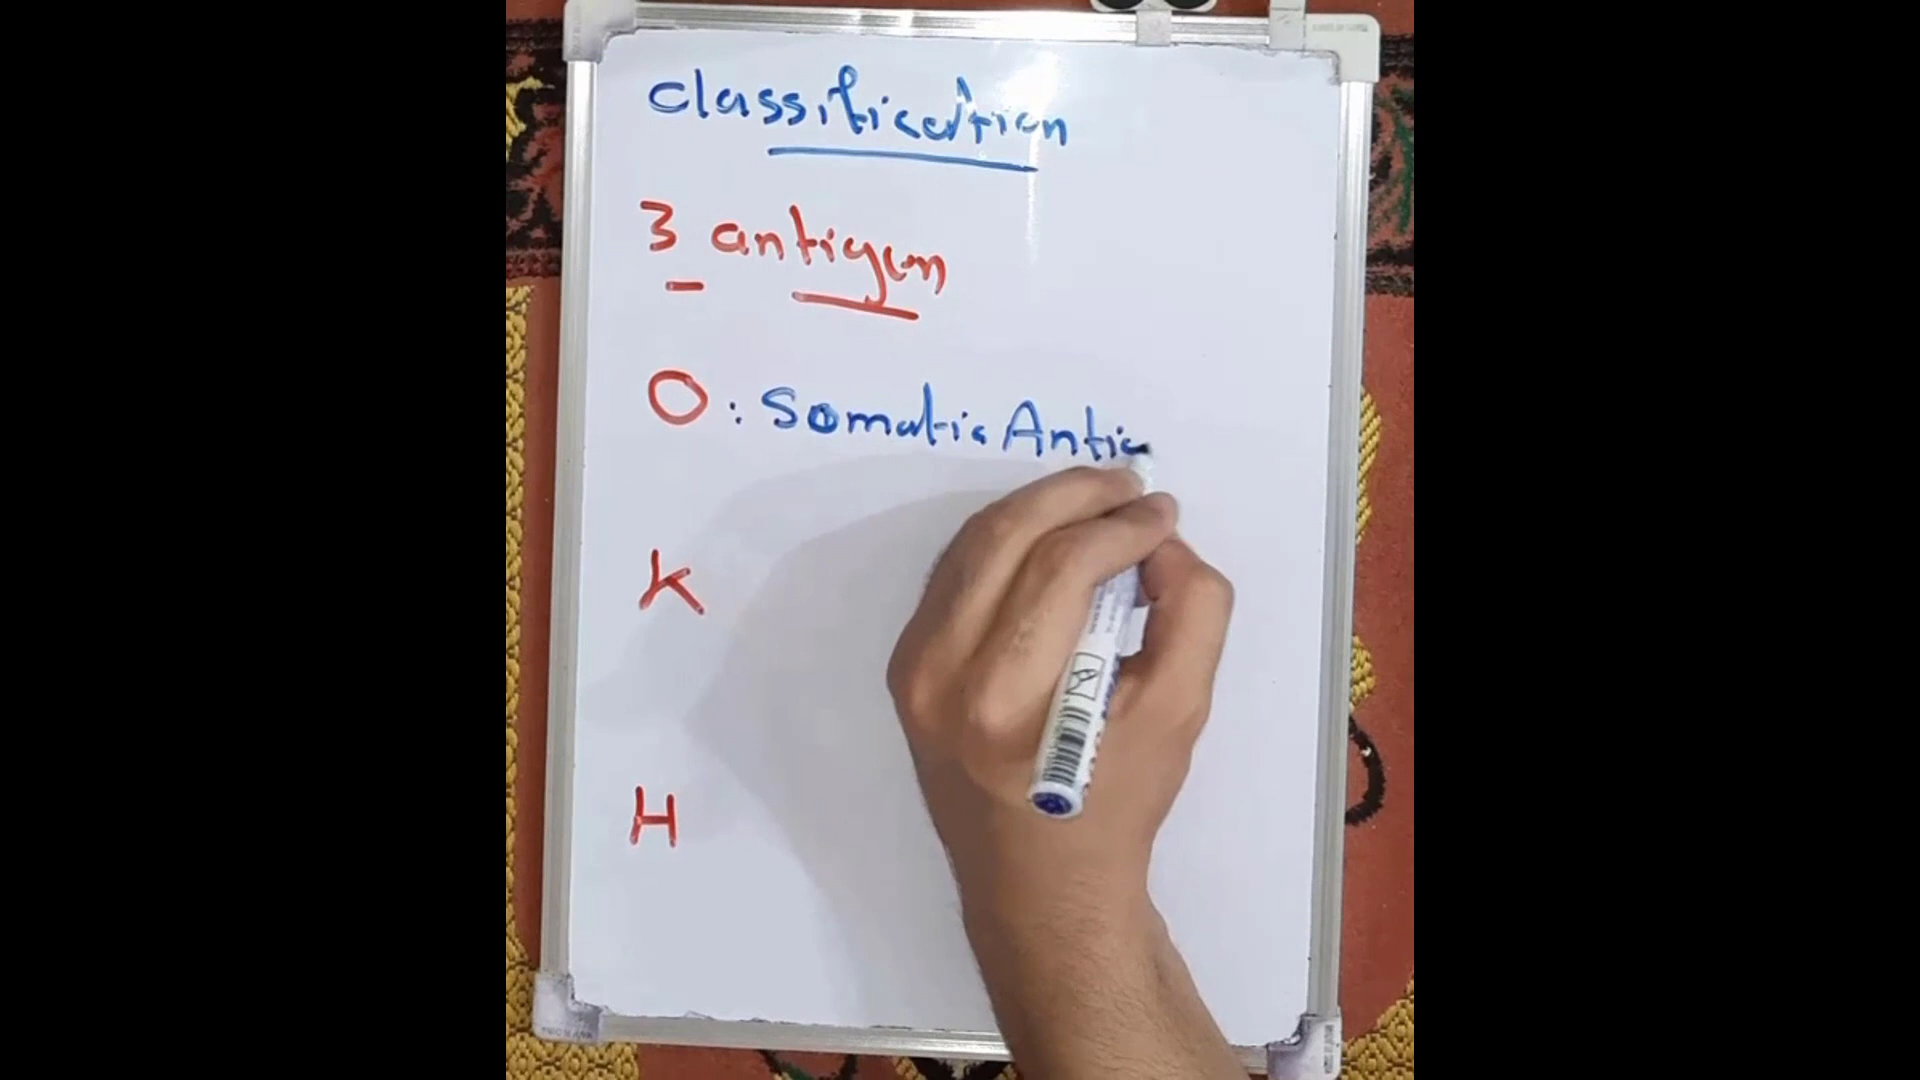 classification
3 antigen
O : Somatic Antig
K
H